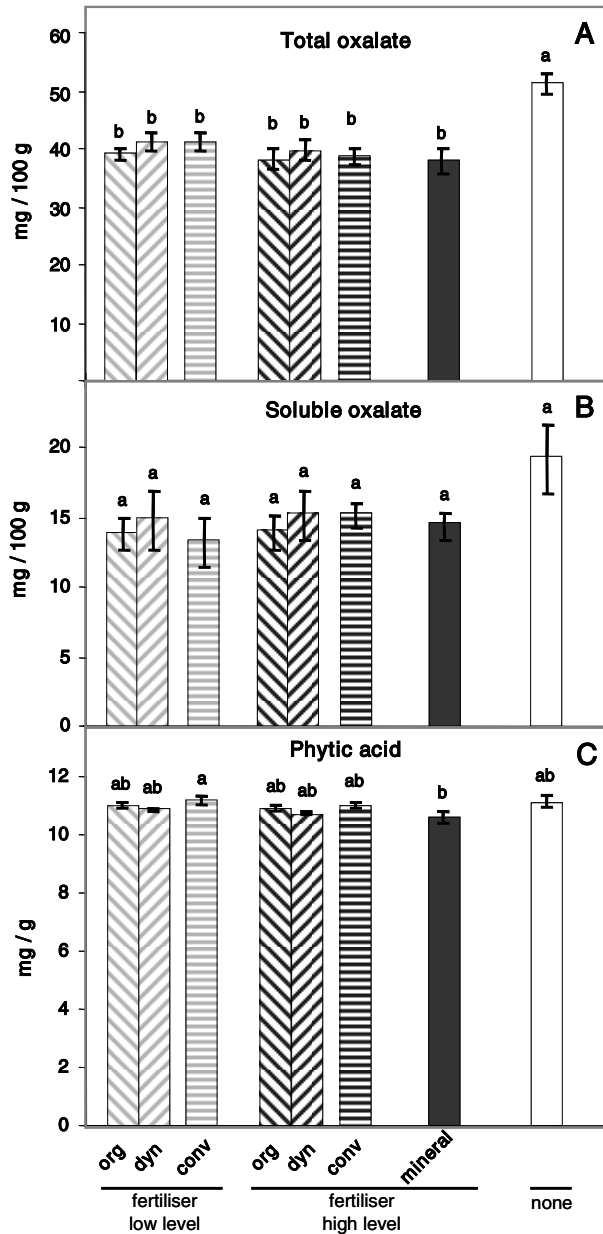 Total oxalate
A
60
50
40
30
20
10
mg / 100 g
b b b b b b b a
Soluble oxalate
B
20
15
10
5
0
mg / 100 g
a a a a a a a a
Phytic acid
C
12
10
8
6
4
2
0
mg / g
ab ab a ab ab ab b ab
org dyn conv org dyn conv mineral
fertiliser
low level
fertiliser
high level
none